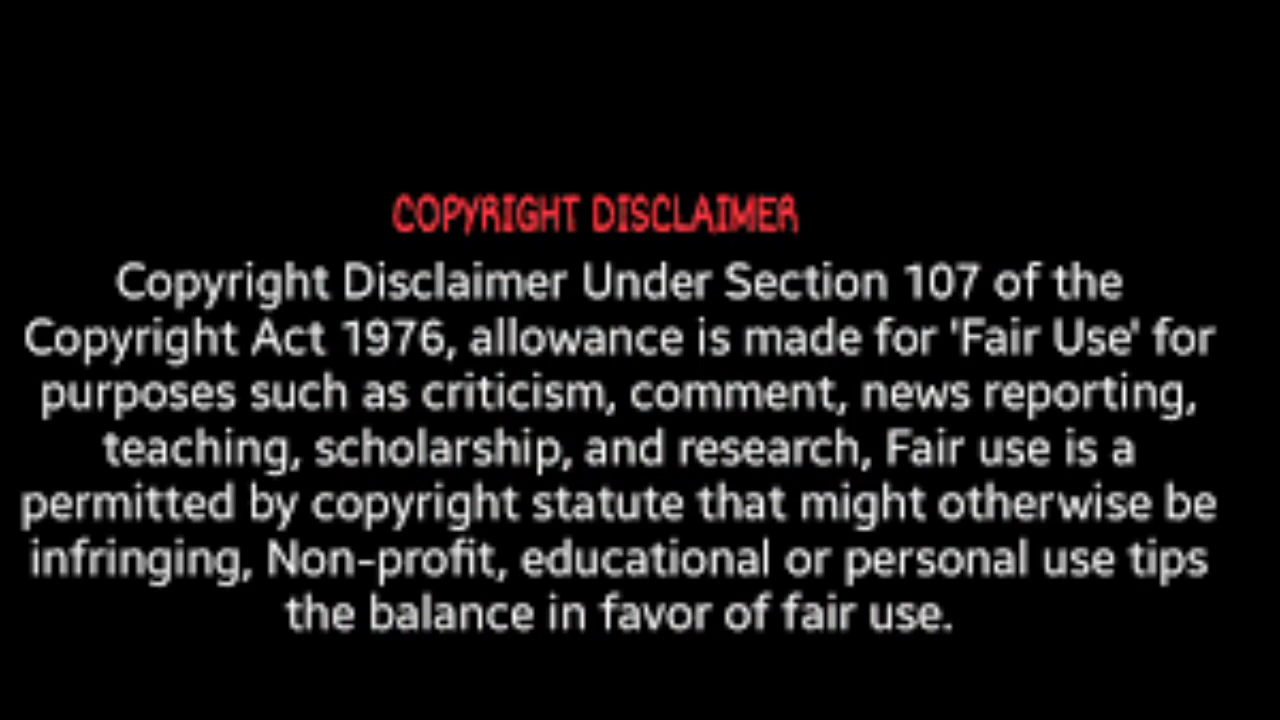 COPYRIGHT DISCLAIMER
Copyright Disclaimer Under Section 107 of the
Copyright Act 1976, allowance is made for 'Fair Use' for
purposes such as criticism, comment, news reporting,
teaching, scholarship, and research, Fair use is a
permitted by copyright statute that might otherwise be
infringing, Non-profit, educational or personal use tips
the balance in favor of fair use.